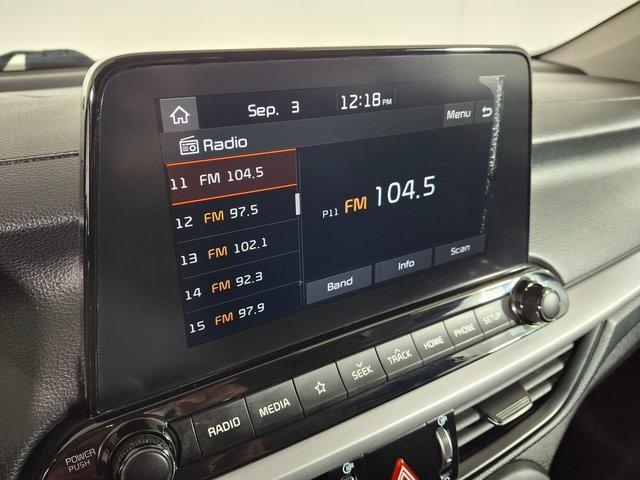 Sep. 3 12:18 PM
Menu
Radio
11 FM 104.5
12 FM 97.5
13 FM 102.1
14 FM 92.3
15 FM 97.9
P11 FM 104.5
Band Info Scan
POWER
PUSH
RADIO MEDIA SEEK TRACK HOME PHONE SETUP